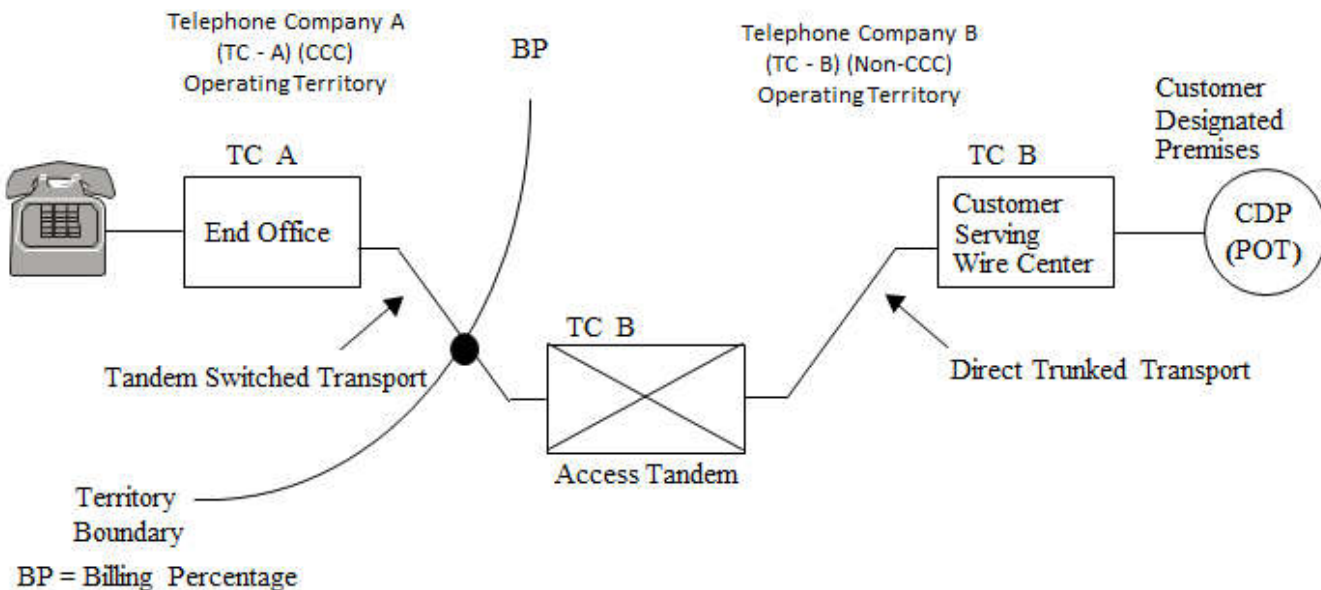 Telephone Company A
(TC - A) (CCC)
Operating Territory
BP
Telephone Company B
(TC - B) (Non-CCC)
Operating Territory
Customer
Designated
Premises
TC A
End Office
TC B
Customer
Serving
Wire Center
CDP
(POT)
TC B
Tandem Switched Transport
Direct Trunked Transport
Access Tandem
Territory
Boundary
BP = Billing Percentage